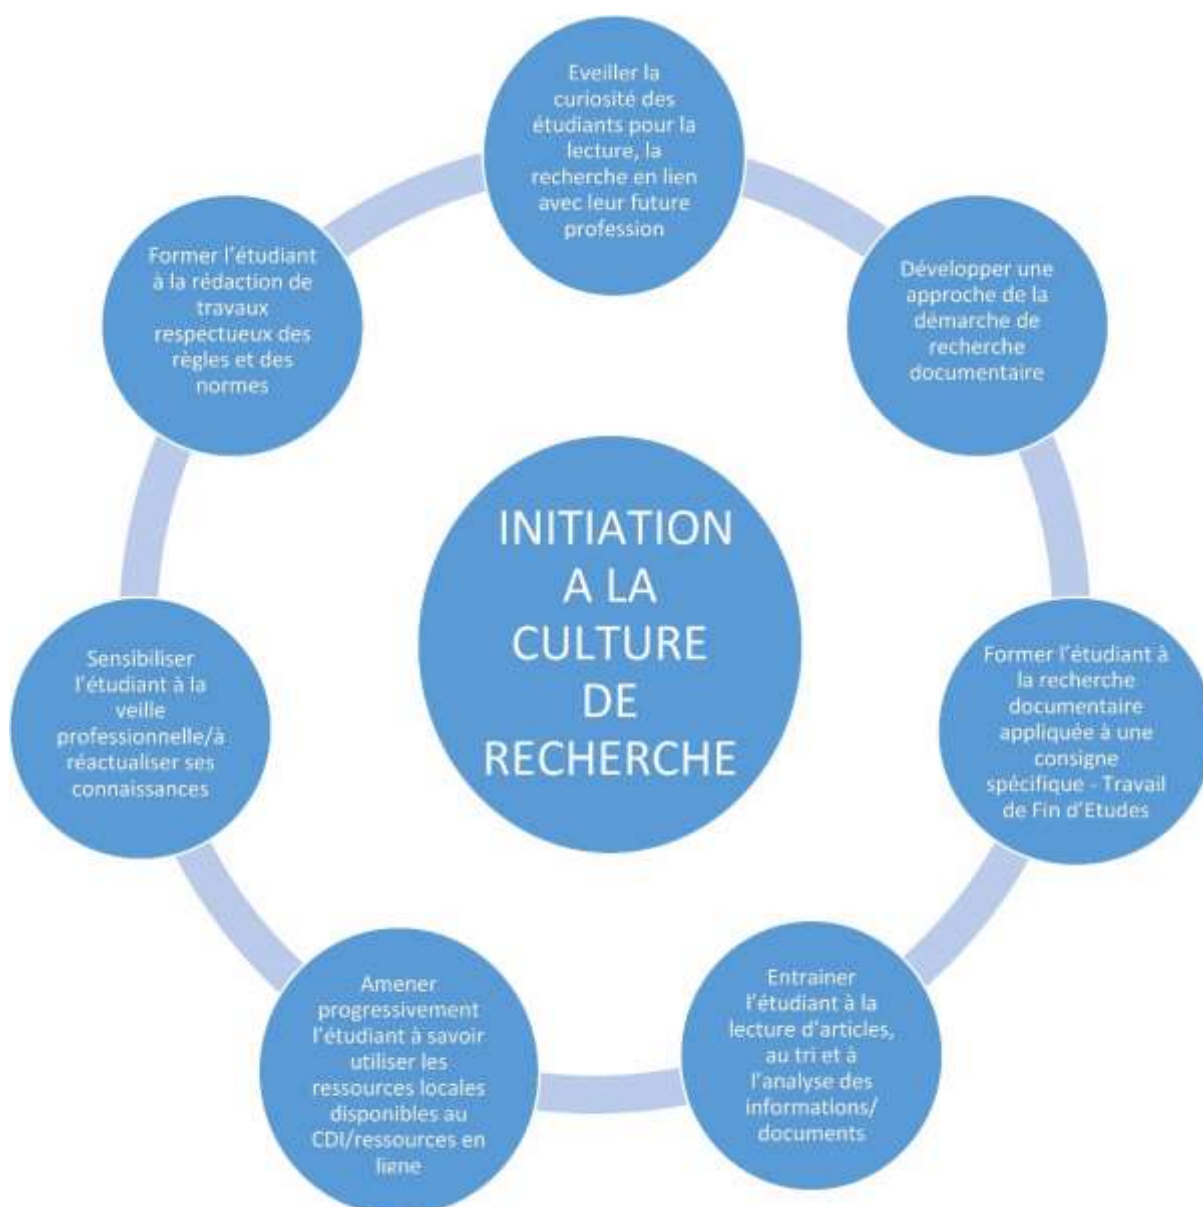 Eveiller la
curiosité des
étudiants pour la
lecture, la
recherche en lien
avec leur future
profession
Développer une
approche de la
démarche de
recherche
documentaire
Former l'étudiant à
la recherche
documentaire
appliquée à une
consigne
spécifique - Travail
de Fin d'Etudes
Entrainer
l'étudiant à la
lecture d'articles,
au tri et à
l'analyse des
informations/
documents
Amener
progressivement
l'étudiant à savoir
utiliser les
ressources locales
disponibles au
CDI/ressources en
ligne
Sensibiliser
l'étudiant à la
veille
professionnelle/à
réactualiser ses
connaissances
Former l'étudiant
à la rédaction de
travaux
respectueux des
règles et des
normes
INITIATION
A LA
CULTURE
DE
RECHERCHE